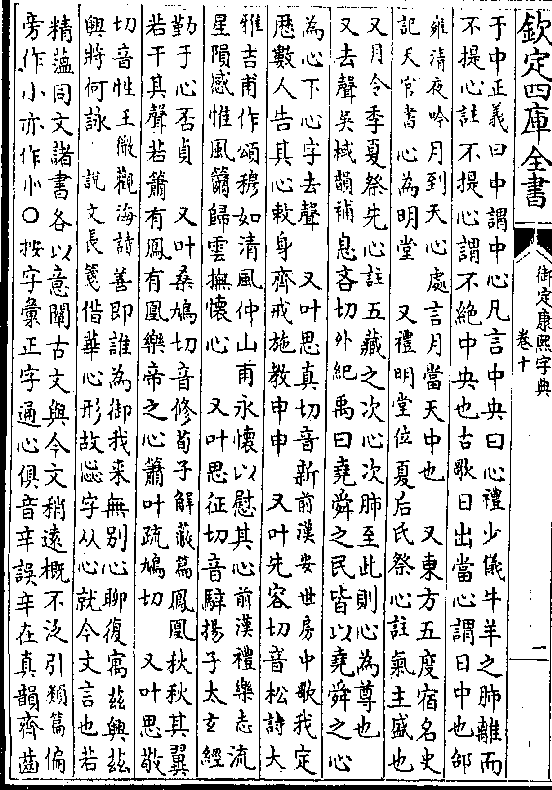 欽定四庫全書
御定康熙字典
卷十
一
于中正義曰中謂中心凡言中央曰心禮少儀牛羊之肺離而
不提心註不提心謂不絶中央也古歌日出當心謂日中也邵
雍清夜吟月到天心處言月當天中也　又東方五度宿名史
記天官書心為明堂　又禮明堂位夏后氏祭心註氣主盛也
又月令季夏祭先心註五藏之次心次肺至此則心為尊也
又去聲吳棫韻補息吝切外紀禹曰堯舜之民皆以堯舜之心
為心下心字去聲　又叶思真切音新前漢安世房中歌我定
厯數人告其心敕身齊戒施教申申　又叶先容切音松詩大
雅吉甫作頌穆如清風仲山甫永懷以慰其心前漢禮樂志流
星隕感惟風籋歸雲撫懷心　又叶思征切音騂揚子太𤣥經
勤于心否貞　又叶桑鳩切音修荀子解蔽篇鳳凰秋秋其翼
若干其聲若簫有鳳有凰樂帝之心簫叶疏鳩切　又叶思敬
切音性王微觀海詩善即誰為御我來無别心聊復寓兹興兹
興將何詠　説文長箋偕華心形故㣺字从心就今文言也若
精藴同文諸書各以意闡古文與今文稍遠概不泛引類篇偏
旁作小亦作㣺〇按字彙正字通心俱音辛誤辛在真韻齊齒